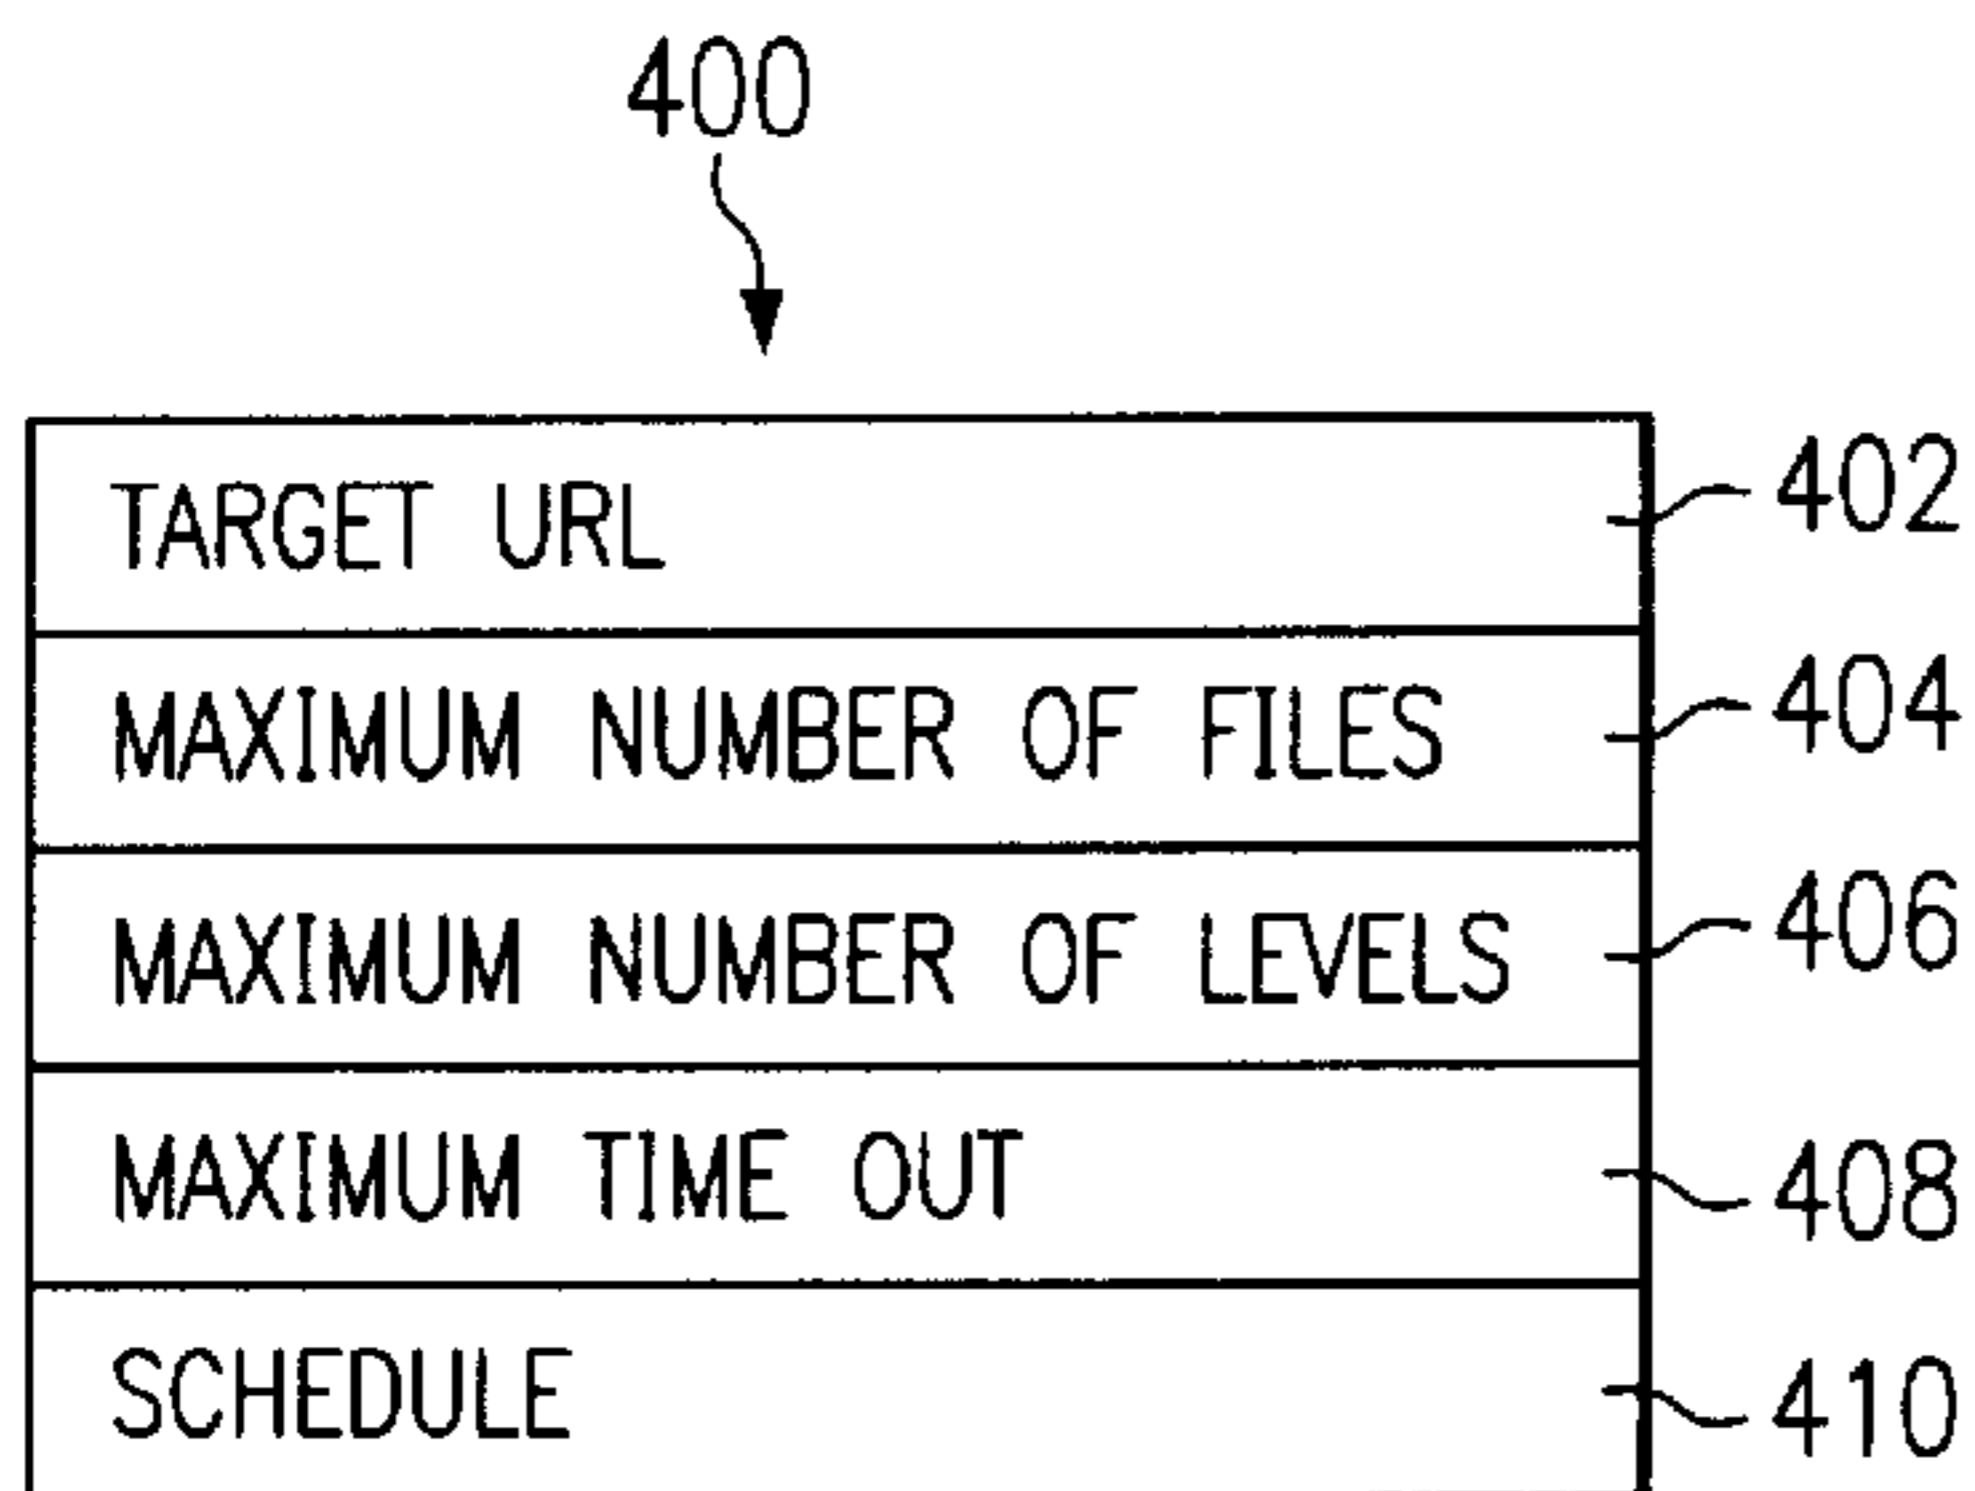 400
TARGET URL 402
MAXIMUM NUMBER OF FILES 404
MAXIMUM NUMBER OF LEVELS 406
MAXIMUM TIME OUT 408
SCHEDULE 410